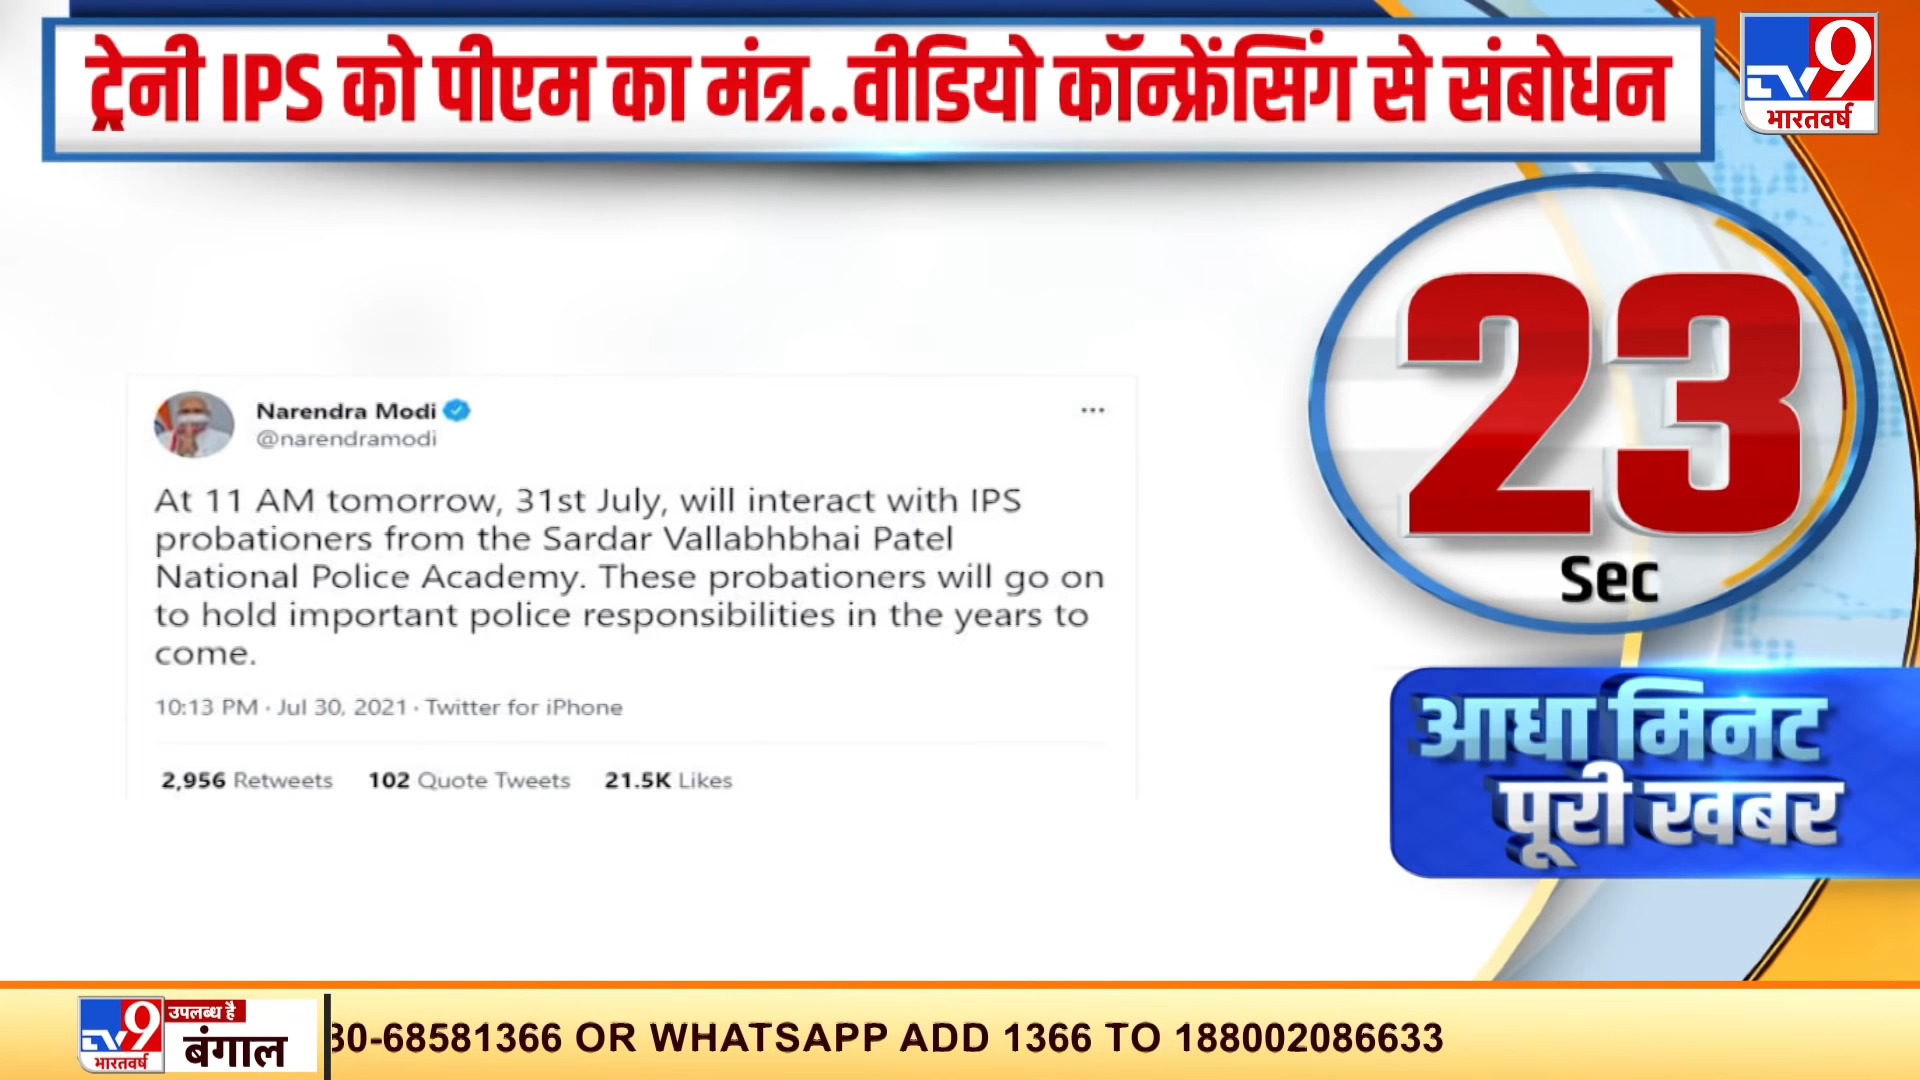 ट्रेनी IPS को पीएम का मंत्र..वीडियो कॉन्फ्रेंसिंग से संबोधन
TV9
भारतवर्ष
23
Sec
Narendra Modi
@narendramodi
At 11 AM tomorrow, 31st July, will interact with IPS
probationers from the Sardar Vallabhbhai Patel
National Police Academy. These probationers will go on
to hold important police responsibilities in the years to
come.
10:13 PM · Jul 30, 2021 · Twitter for iPhone
2,956 Retweets 102 Quote Tweets 21.5K Likes
आधा मिनट
पूरी खबर
TV9
भारतवर्ष
उपलब्ध है
बंगाल
30-68581366 OR WHATSAPP ADD 1366 TO 188002086633